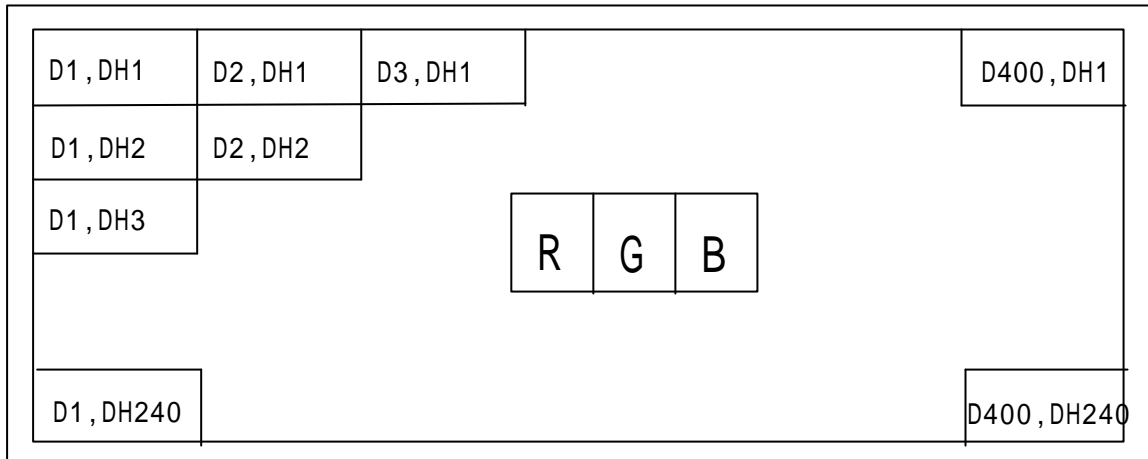 D1,DH1 D2,DH1 D3,DH1 D400,DH1
D1,DH2 D2,DH2
D1,DH3
R G B
D1,DH240 D400,DH240